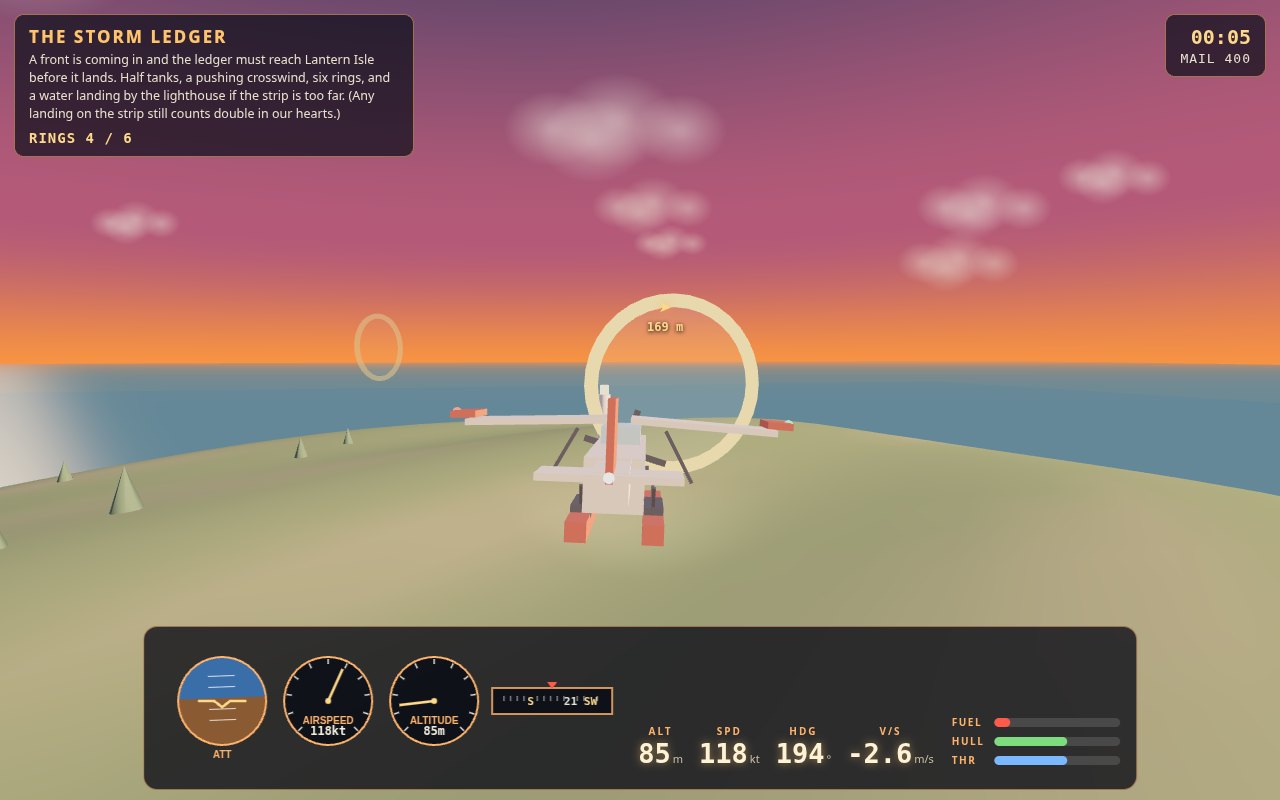 THE STORM LEDGER
A front is coming in and the ledger must reach Lantern Isle
before it lands. Half tanks, a pushing crosswind, six rings, and
a water landing by the lighthouse if the strip is too far. (Any
landing on the strip still counts double in our hearts.)
RINGS 4 / 6
00:05
MAIL 400
169 m
ATT
AIRSPEED
118kt
ALTITUDE
85m
S 21 SW
ALT
85 m
SPD
118 kt
HDG
194°
V/S
-2.6 m/s
FUEL
HULL
THR